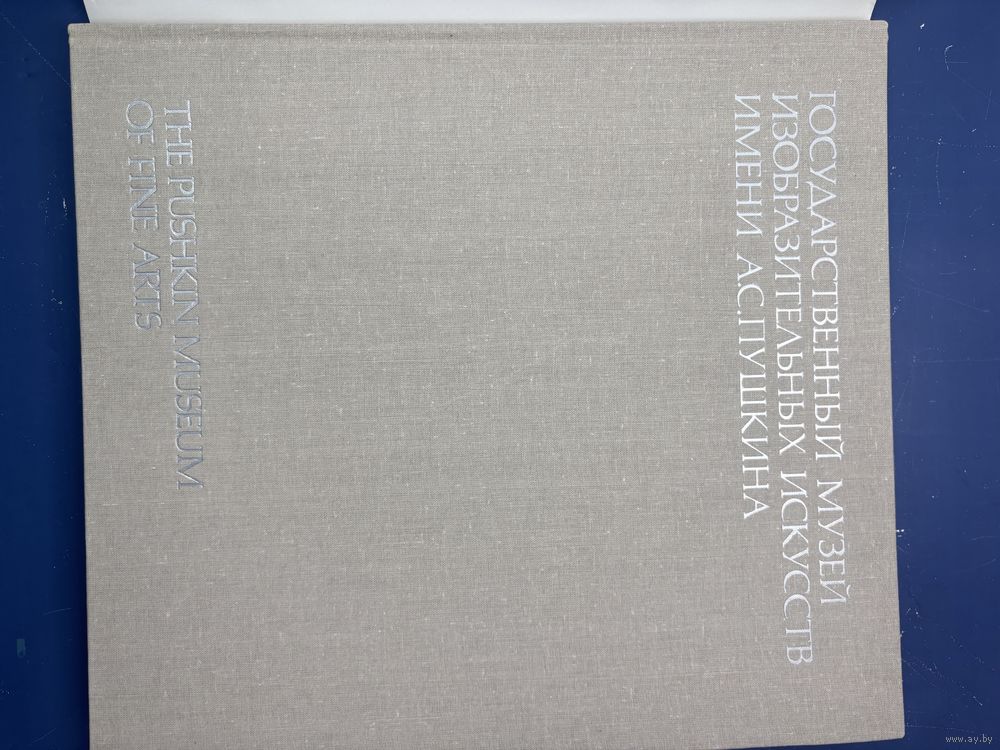 ГОСУДАРСТВЕННЫЙ МУЗЕЙ
ИЗОБРАЗИТЕЛЬНЫХ ИСКУССТВ
ИМЕНИ А.С.ПУШКИНА
THE PUSHKIN MUSEUM
OF FINE ARTS
www.ay.by